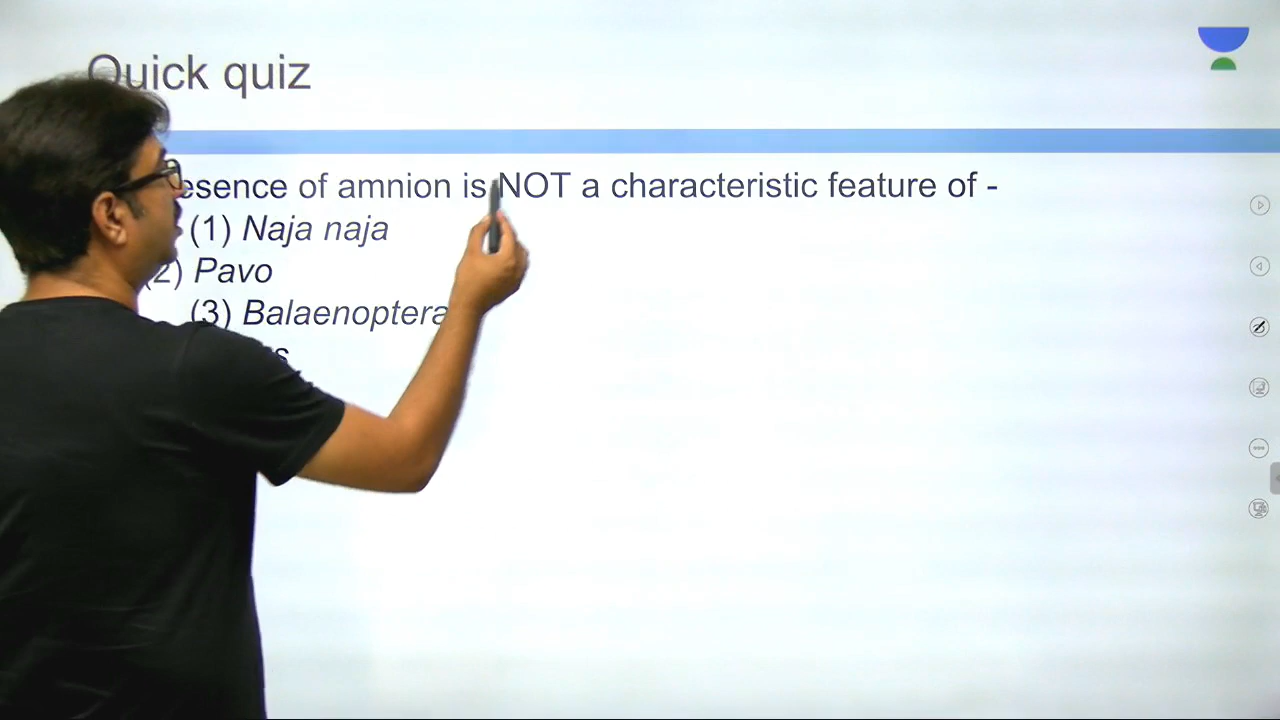 Quick quiz
esence of amnion is NOT a characteristic feature of -
(1) Naja naja
(2) Pavo
(3) Balaenoptera
s